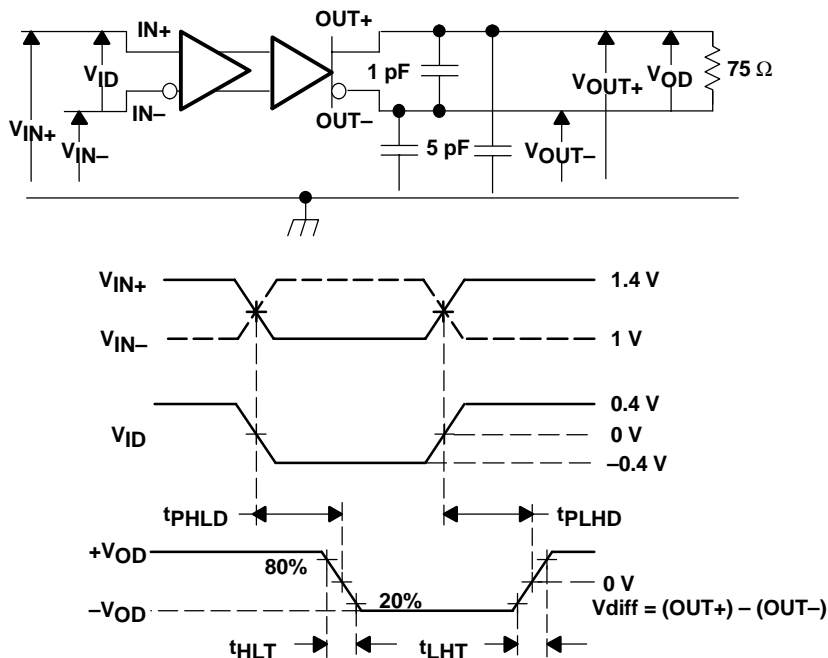 OUT+
IN+
1 pF
75 Ω
VID
VOD
VOUT+
IN–
OUT–
VIN+
VIN–
5 pF
VOUT–
VIN+
1.4 V
VIN–
1 V
0.4 V
VID
0 V
–0.4 V
tPHLD
tPLHD
+VOD
80%
0 V
20%
Vdiff = (OUT+) – (OUT–)
–VOD
tHLT
tLHT